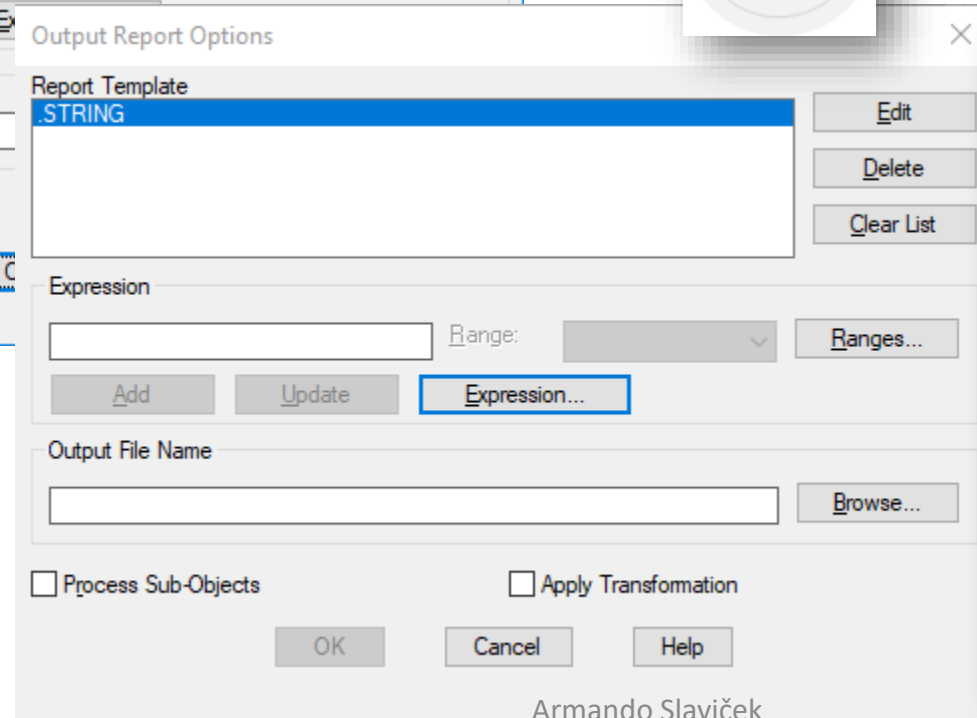 Output Report Options
Report Template
.STRING
Edit
Delete
Clear List
Expression
Range:
Ranges...
Add Update Expression...
Output File Name
Browse...
Process Sub-Objects Apply Transformation
OK Cancel Help
Armando Slaviček